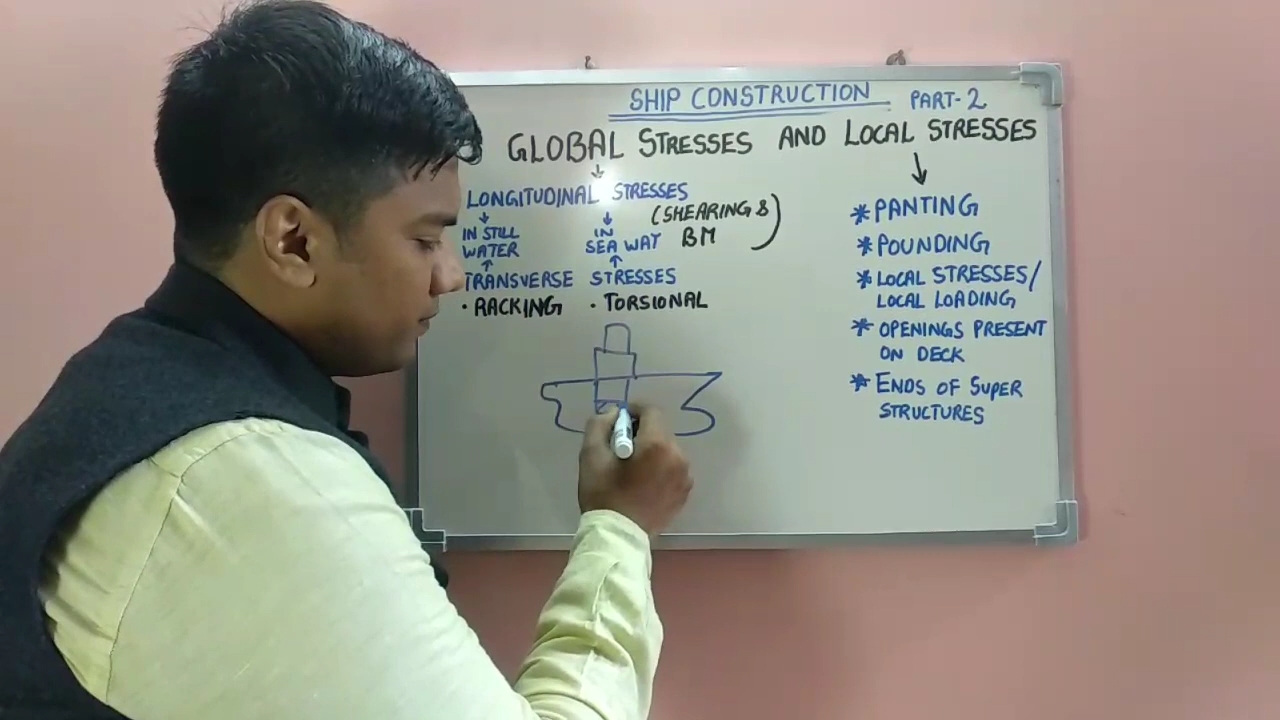 SHIP CONSTRUCTION PART-2
GLOBAL STRESSES AND LOCAL STRESSES
LONGITUDINAL STRESSES
(SHEARING &
BM)
IN STILL
WATER
IN
SEA WAY
TRANSVERSE STRESSES
• RACKING • TORSIONAL
* PANTING
* POUNDING
* LOCAL STRESSES/
LOCAL LOADING
* OPENINGS PRESENT
ON DECK
* ENDS OF SUPER
STRUCTURES